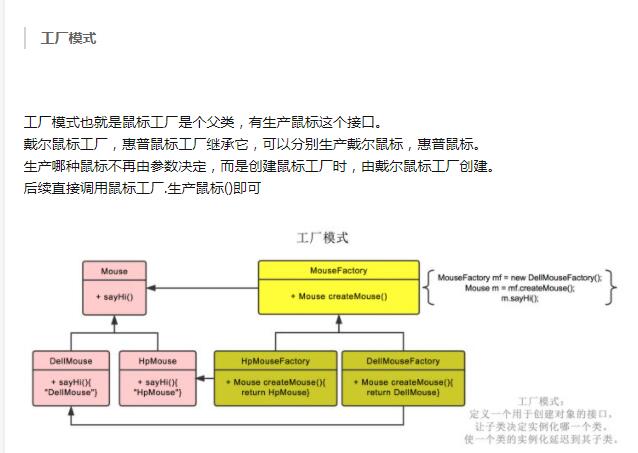 工厂模式
工厂模式也就是鼠标工厂是个父类，有生产鼠标这个接口。
戴尔鼠标工厂，惠普鼠标工厂继承它，可以分别生产戴尔鼠标，惠普鼠标。
生产哪种鼠标不再由参数决定，而是创建鼠标工厂时，由戴尔鼠标工厂创建。
后续直接调用鼠标工厂.生产鼠标()即可
工厂模式
Mouse
+ sayHi()
MouseFactory
+ Mouse createMouse()
MouseFactory mf = new DellMouseFactory();
Mouse m = mf.createMouse();
m.sayHi();
DellMouse
+ sayHi(){
"DellMouse"}
HpMouse
+ sayHi(){
"HpMouse"}
HpMouseFactory
+ Mouse createMouse(){
return HpMouse}
DellMouseFactory
+ Mouse createMouse(){
return DellMouse}
工厂模式：
定义一个用于创建对象的接口，
让子类决定实例化哪一个类。
使一个类的实例化延迟到其子类。